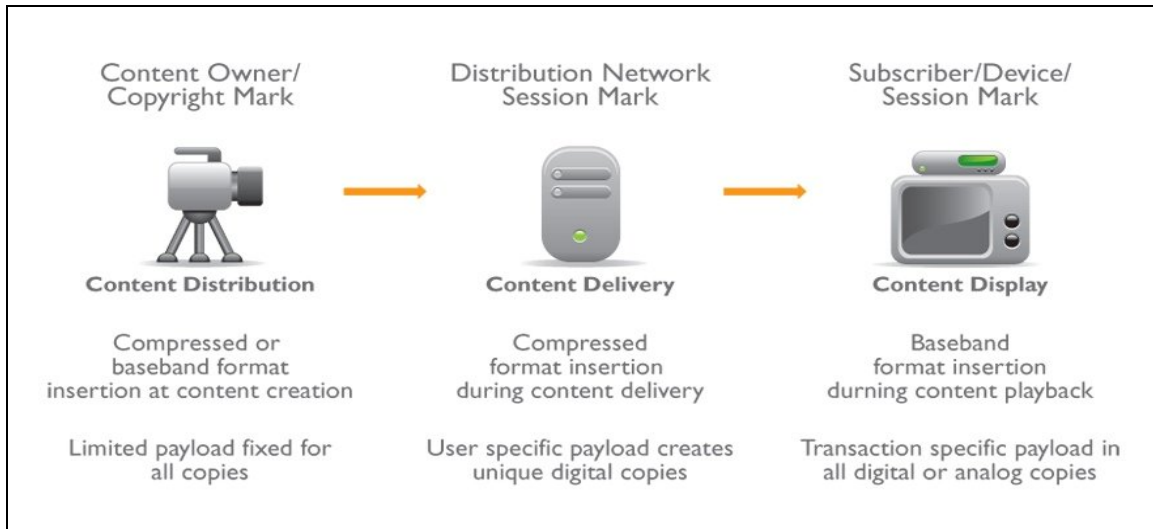 Content Owner/
Copyright Mark
Distribution Network
Session Mark
Subscriber/Device/
Session Mark
Content Distribution
Content Delivery
Content Display
Compressed or
baseband format
insertion at content creation
Compressed
format insertion
during content delivery
Baseband
format insertion
durning content playback
Limited payload fixed for
all copies
User specific payload creates
unique digital copies
Transaction specific payload in
all digital or analog copies